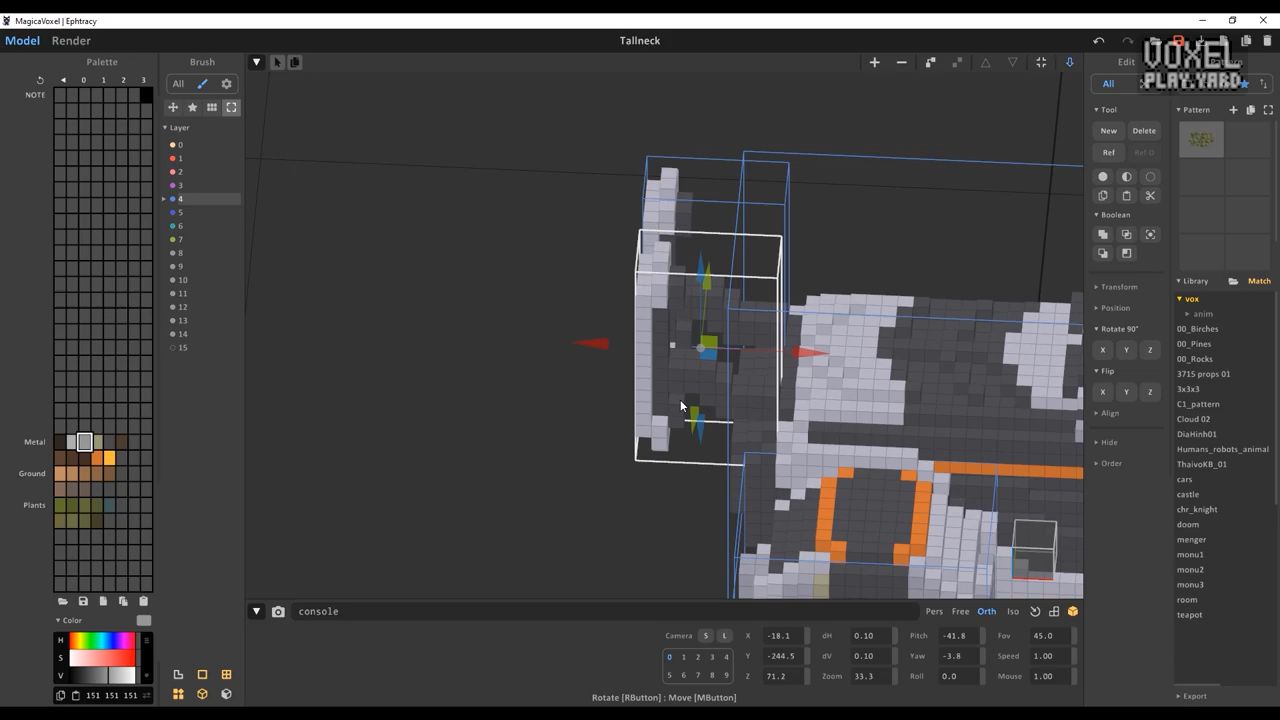 MagicaVoxel | Ephtracy
Model Render
Tallneck
VOXEL
PLAY.YARD
Palette
0 1 2 3
NOTE
Metal
Ground
Plants
Color
H
S
V
151 151 151
Brush
All
Layer
0
1
2
3
4
5
6
7
8
9
10
11
12
13
14
15
console
Pers Free Orth Iso
Camera S L
0 1 2 3 4
5 6 7 8 9
X -18.1 dH 0.10 Pitch -41.8 Fov 45.0
Y -244.5 dV 0.10 Yaw -3.8 Speed 1.00
Z 71.2 Zoom 33.3 Roll 0.0 Mouse 1.00
Rotate [RButton] : Move [MButton]
Edit
All
Tool
New Delete
Ref Ref O
Boolean
Transform
Position
Rotate 90°
X Y Z
Flip
X Y Z
Align
Hide
Order
Pattern
Library Match
vox
anim
00_Birches
00_Pines
00_Rocks
3715 props 01
3x3x3
C1_pattern
Cloud 02
DiaHinh01
Humans_robots_animal
ThaivoKB_01
cars
castle
chr_knight
doom
menger
monu1
monu2
monu3
room
teapot
Export